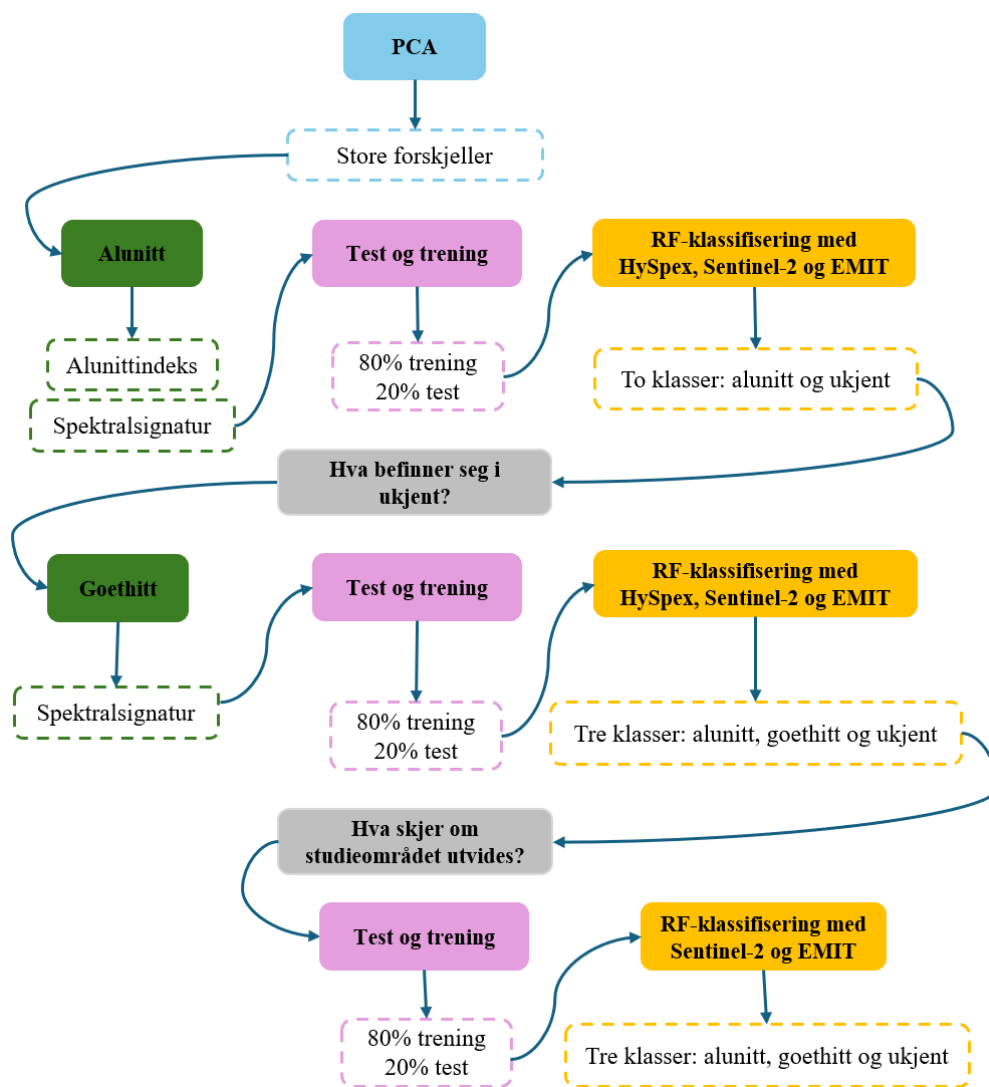 PCA
Store forskjeller
Alunitt
Alunittindeks
Spektralsignatur
Test og trening
80% trening
20% test
RF-klassifisering med
HySpex, Sentinel-2 og EMIT
To klasser: alunitt og ukjent
Hva befinner seg i
ukjent?
Goethitt
Spektralsignatur
Test og trening
80% trening
20% test
RF-klassifisering med
HySpex, Sentinel-2 og EMIT
Tre klasser: alunitt, goethitt og ukjent
Hva skjer om
studieområdet utvides?
Test og trening
80% trening
20% test
RF-klassifisering med
Sentinel-2 og EMIT
Tre klasser: alunitt, goethitt og ukjent